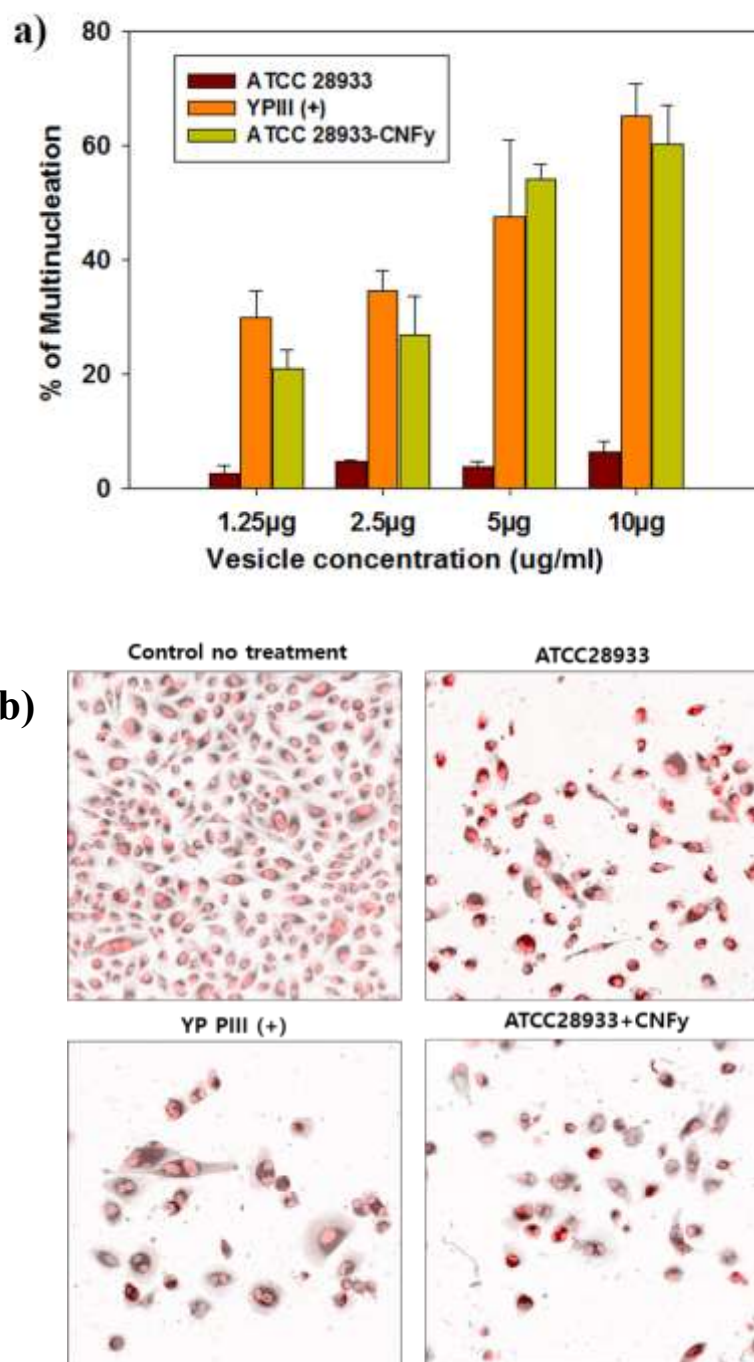 a)
80
60
40
20
0
% of Multinucleation
ATCC 28933
YPIII (+)
ATCC 28933-CNFy
1.25µg 2.5µg 5µg 10µg
Vesicle concentration (ug/ml)
b)
Control no treatment ATCC28933
YP PIII (+) ATCC28933+CNFy